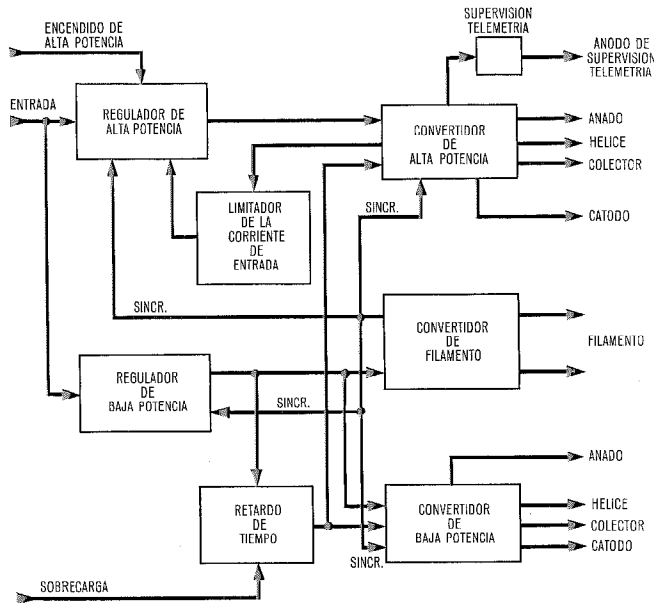 ENCENDIDO DE
ALTA POTENCIA
SUPERVISION
TELEMETRIA
ANODO DE
SUPERVISION
TELEMETRIA
ENTRADA
REGULADOR DE
ALTA POTENCIA
CONVERTIDOR
DE
ALTA POTENCIA
ANADO
HELICE
COLECTOR
CATODO
LIMITADOR
DE LA
CORRIENTE
DE
ENTRADA
SINCR.
SINCR.
CONVERTIDOR
DE
FILAMENTO
FILAMENTO
REGULADOR
DE
BAJA POTENCIA
SINCR.
RETARDO
DE
TIEMPO
CONVERTIDOR
DE
BAJA POTENCIA
ANADO
HELICE
COLECTOR
CATODO
SINCR.
SOBRECARGA